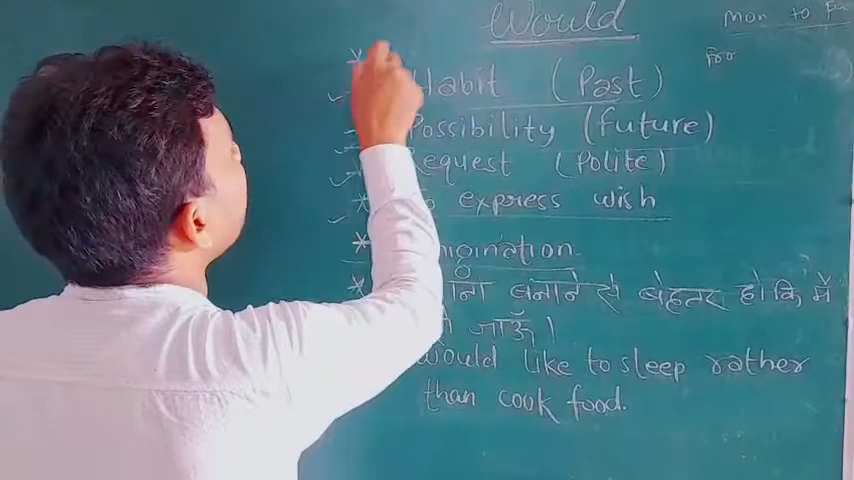 Would
Mon to
for
* Habit (Past)
Possibility (Future)
Request (Polite)
express wish
खाना बनाने से बेहतर है कि मैं
जाऊँ ।
would like to sleep rather
than cook food.